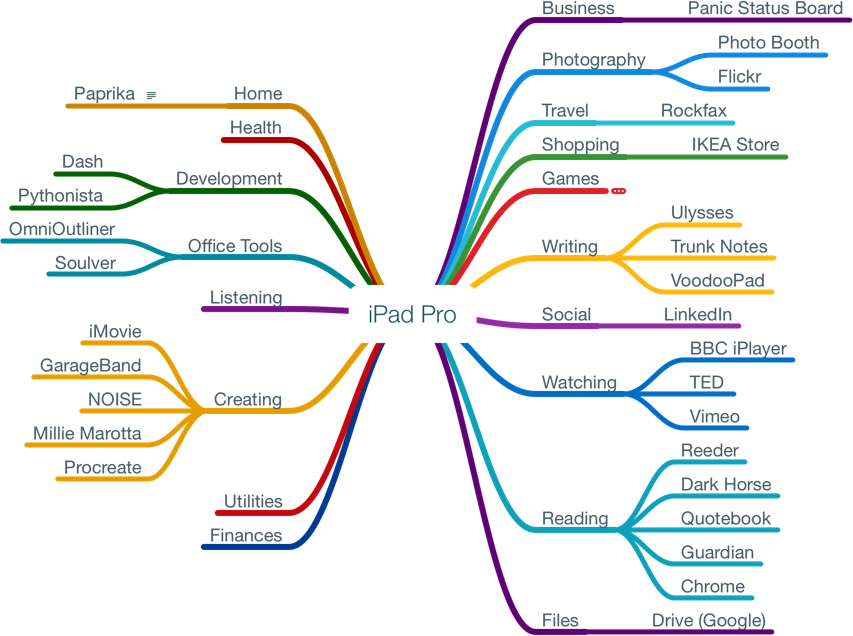 iPad Pro
Home
Paprika
Health
Development
Dash
Pythonista
Office Tools
OmniOutliner
Soulver
Listening
Creating
iMovie
GarageBand
NOISE
Millie Marotta
Procreate
Utilities
Finances
Business
Panic Status Board
Photography
Photo Booth
Flickr
Travel
Rockfax
Shopping
IKEA Store
Games
Writing
Ulysses
Trunk Notes
VoodooPad
Social
LinkedIn
Watching
BBC iPlayer
TED
Vimeo
Reading
Reeder
Dark Horse
Quotebook
Guardian
Chrome
Files
Drive (Google)